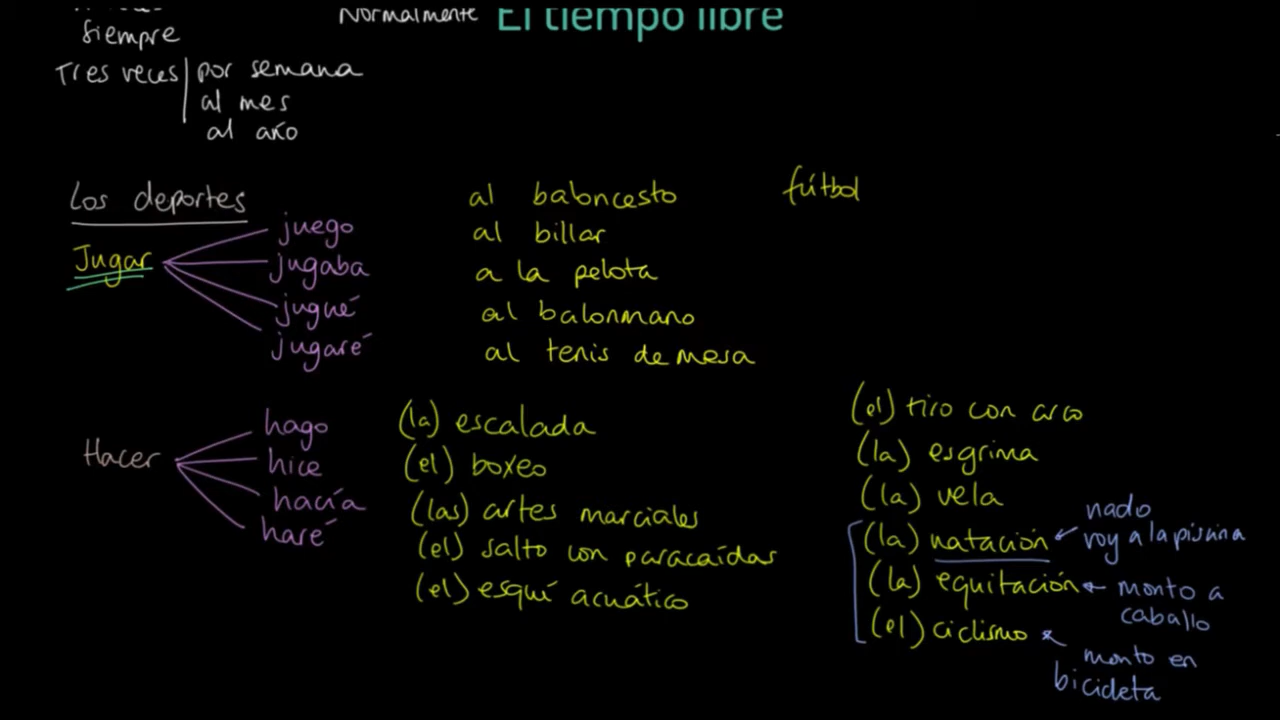 Normalmente El tiempo libre
siempre
Tres veces por semana
al mes
al año
Los deportes
Jugar
juego
jugaba
jugué
jugaré
al baloncesto
al billar
a la pelota
al balonmano
al tenis de mesa
fútbol
Hacer
hago
hice
hacía
haré
(la) escalada
(el) boxeo
(las) artes marciales
(el) salto con paracaídas
(el) esquí acuático
(el) tiro con arco
(la) esgrima
(la) vela
(la) natación
(la) equitación
(el) ciclismo
nado
voy a la piscina
monto a
caballo
monto en
bicicleta